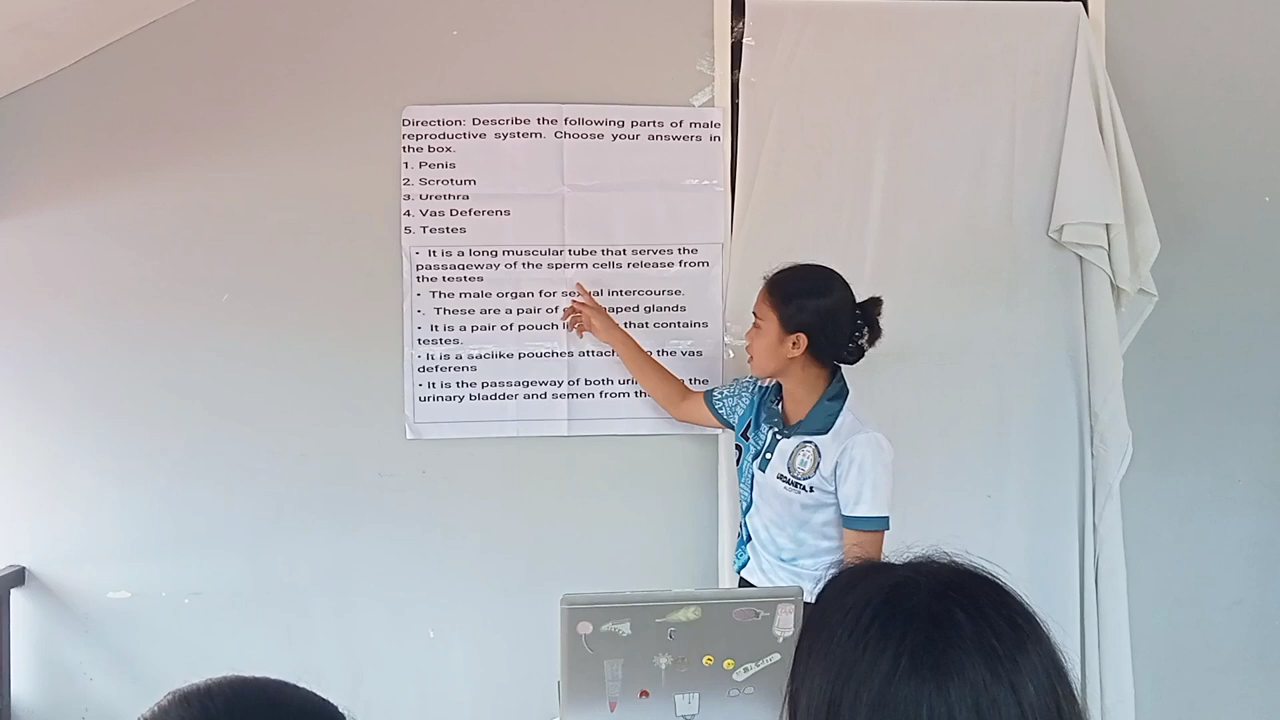 Direction: Describe the following parts of male
reproductive system. Choose your answers in
the box.
1. Penis
2. Scrotum
3. Urethra
4. Vas Deferens
5. Testes
• It is a long muscular tube that serves the
passageway of the sperm cells release from
the testes
• The male organ for sexual intercourse.
•. These are a pair of glands
• It is a pair of pouch that contains
testes.
• It is a saclike pouches the vas
deferens
• It is the passageway of both the
urinary bladder and semen from
URDANETA, E.